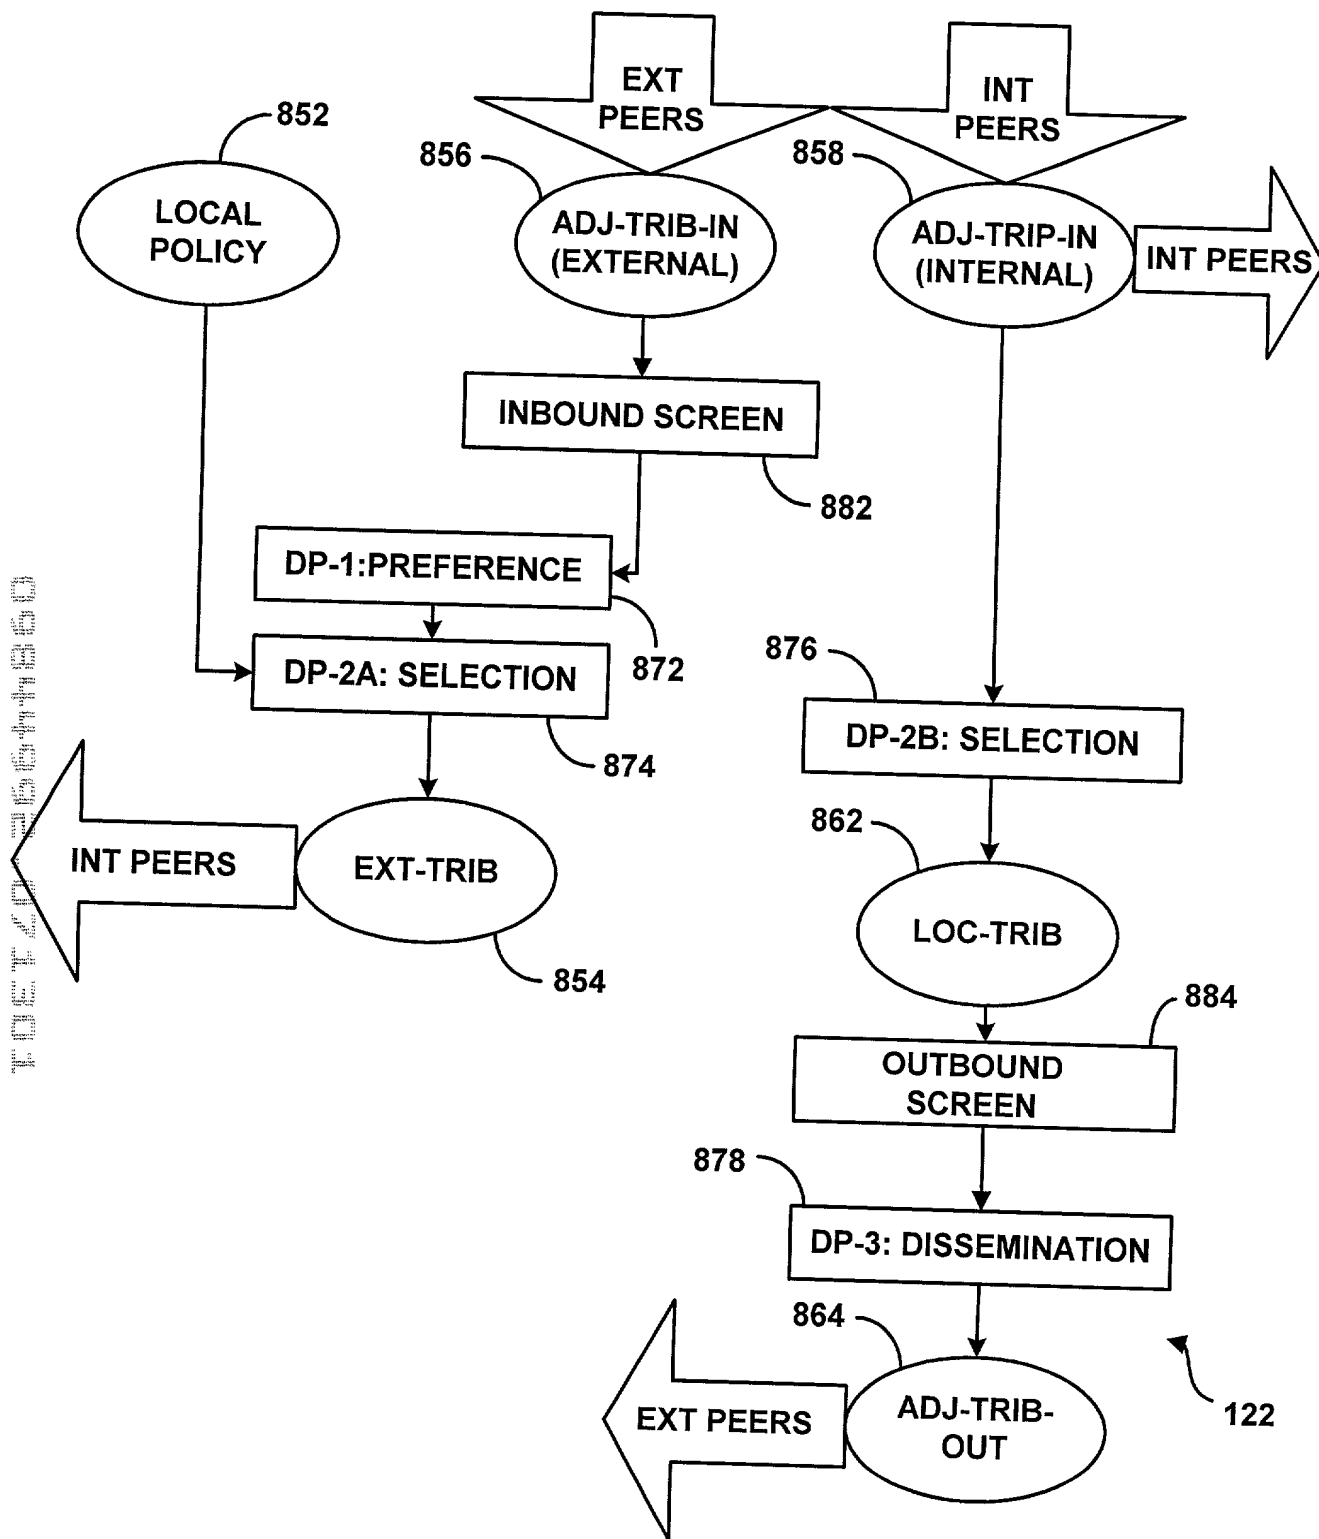 EXT
PEERS
INT
PEERS
852
856
858
LOCAL
POLICY
ADJ-TRIB-IN
(EXTERNAL)
ADJ-TRIP-IN
(INTERNAL)
INT PEERS
INBOUND SCREEN
882
DP-1:PREFERENCE
872
DP-2A: SELECTION
874
876
DP-2B: SELECTION
INT PEERS
EXT-TRIB
854
862
LOC-TRIB
884
OUTBOUND
SCREEN
878
DP-3: DISSEMINATION
864
EXT PEERS
ADJ-TRIB-
OUT
122